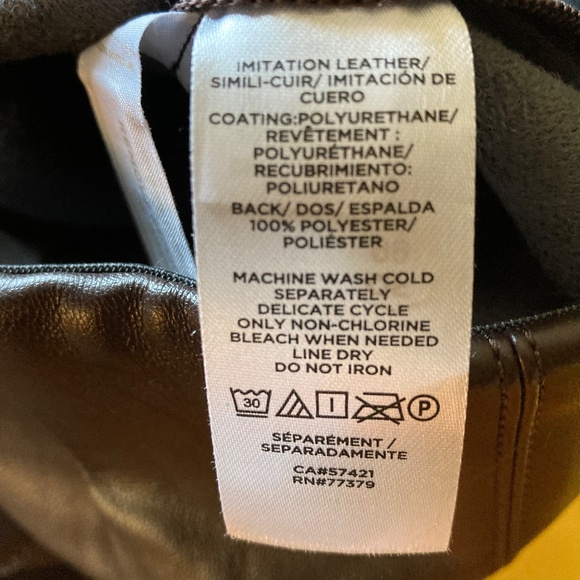 IMITATION LEATHER/
SIMILI-CUIR/ IMITACIÓN DE
CUERO
COATING:POLYURETHANE/
REVÊTEMENT :
POLYURÉTHANE/
RECUBRIMIENTO:
POLIURETANO
BACK/ DOS/ ESPALDA
100% POLYESTER/
POLIÉSTER
MACHINE WASH COLD
SEPARATELY
DELICATE CYCLE
ONLY NON-CHLORINE
BLEACH WHEN NEEDED
LINE DRY
DO NOT IRON
30 P
SÉPARÉMENT /
SEPARADAMENTE
CA#57421
RN#77379